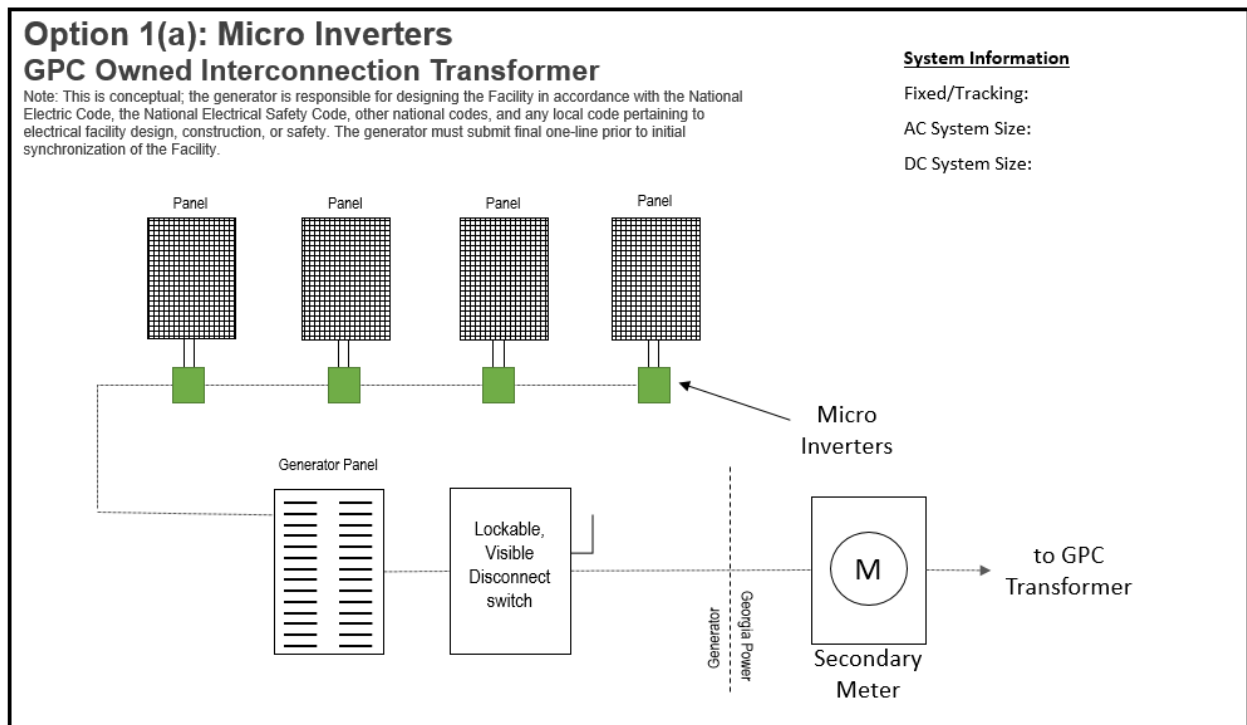 Option 1(a): Micro Inverters
GPC Owned Interconnection Transformer
Note: This is conceptual; the generator is responsible for designing the Facility in accordance with the National
Electric Code, the National Electrical Safety Code, other national codes, and any local code pertaining to
electrical facility design, construction, or safety. The generator must submit final one-line prior to initial
synchronization of the Facility.
System Information
Fixed/Tracking:
AC System Size:
DC System Size:
Panel
Panel
Panel
Panel
Micro
Inverters
Generator Panel
Lockable,
Visible
Disconnect
switch
Generator
Georgia Power
M
Secondary
Meter
to GPC
Transformer